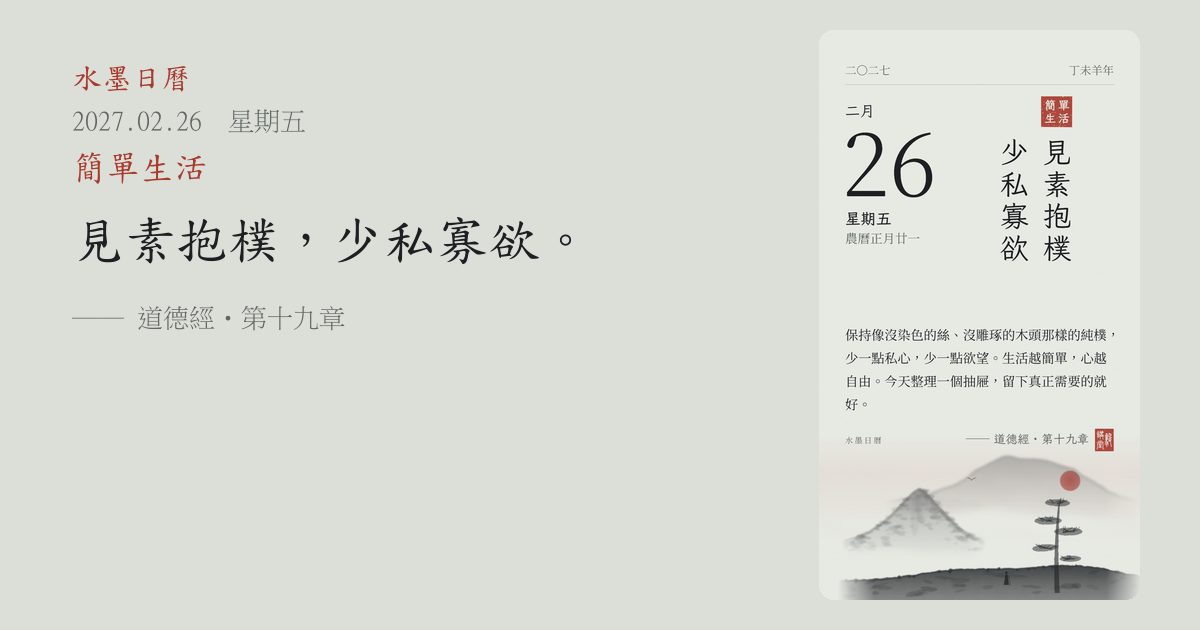 水墨日曆
2027.02.26 星期五
簡單生活
見素抱樸，少私寡欲。
—— 道德經・第十九章
二〇二七
丁未羊年
二月
26
星期五
農曆正月廿一
簡單
生活
見素抱樸
少私寡欲
保持像沒染色的絲、沒雕琢的木頭那樣的純樸，
少一點私心，少一點欲望。生活越簡單，心越
自由。今天整理一個抽屜，留下真正需要的就
好。
水墨日曆
—— 道德經・第十九章